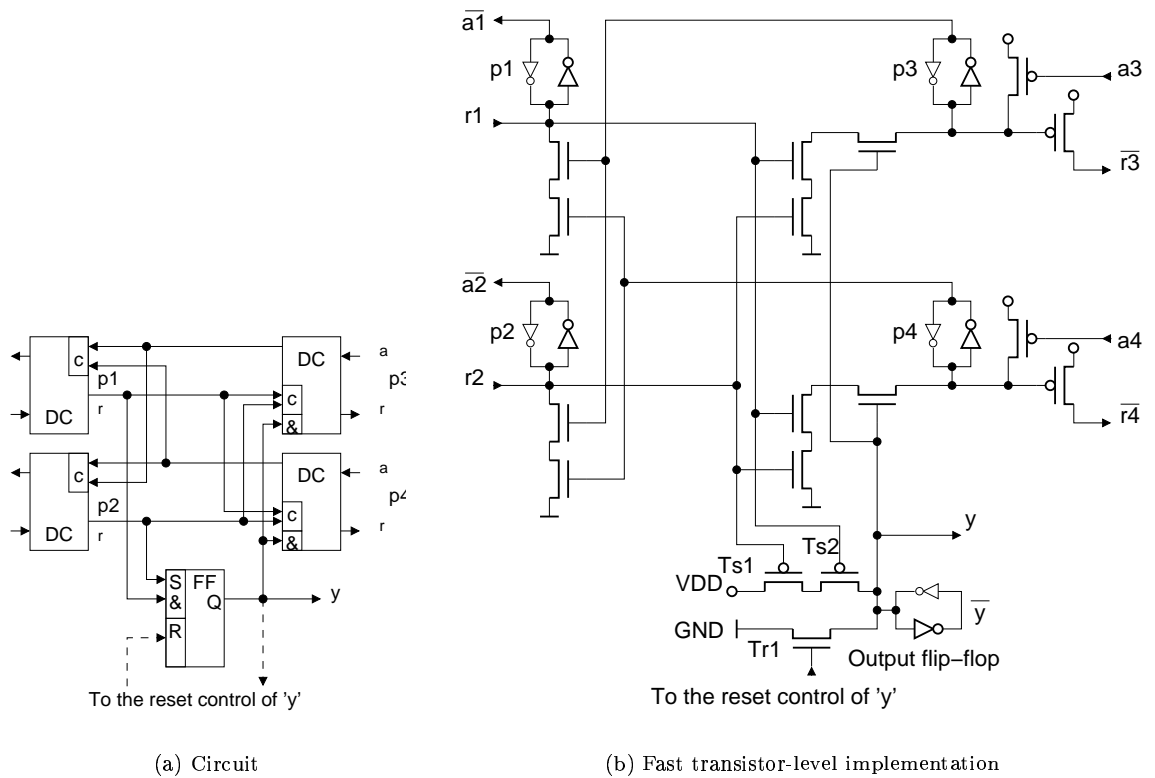 c
DC
p1
r
DC
a
p3
r
c
&
c
DC
p2
r
DC
a
p4
r
c
&
S
&
R
FF
Q
y
To the reset control of 'y'
(a) Circuit
a1
p1
r1
p3
a3
r3
a2
p2
r2
p4
a4
r4
y
Ts1
Ts2
VDD
GND
Tr1
y
Output flip–flop
To the reset control of 'y'
(b) Fast transistor-level implementation